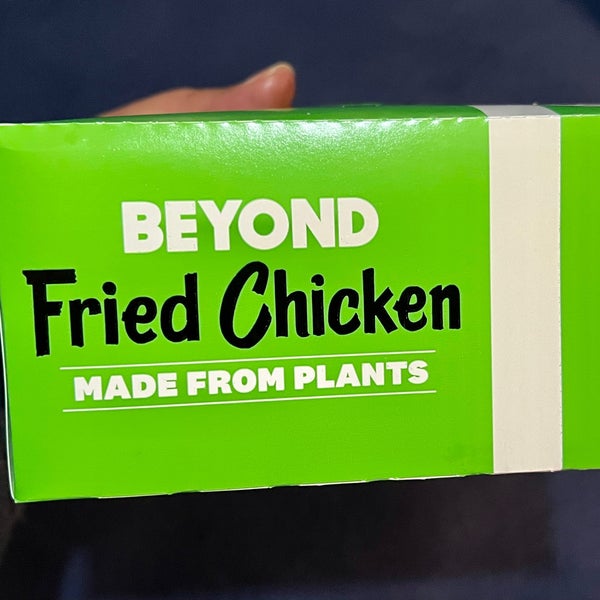 BEYOND
Fried Chicken
MADE FROM PLANTS